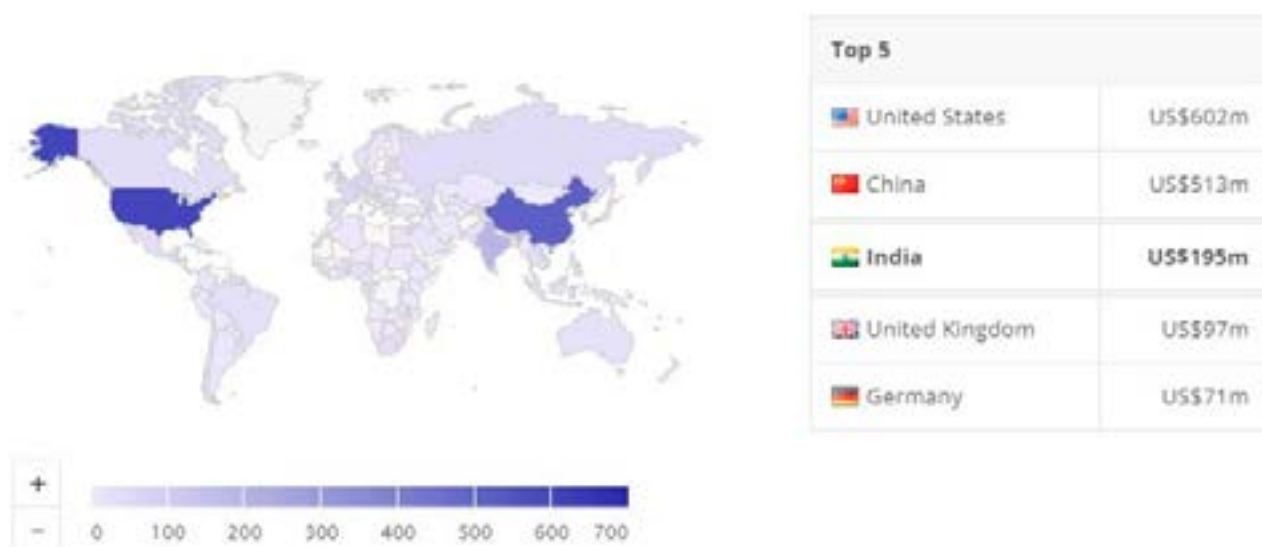 Top 5
United States US$602m
China US$513m
India US$195m
United Kingdom US$97m
Germany US$71m
+
−
0 100 200 300 400 500 600 700